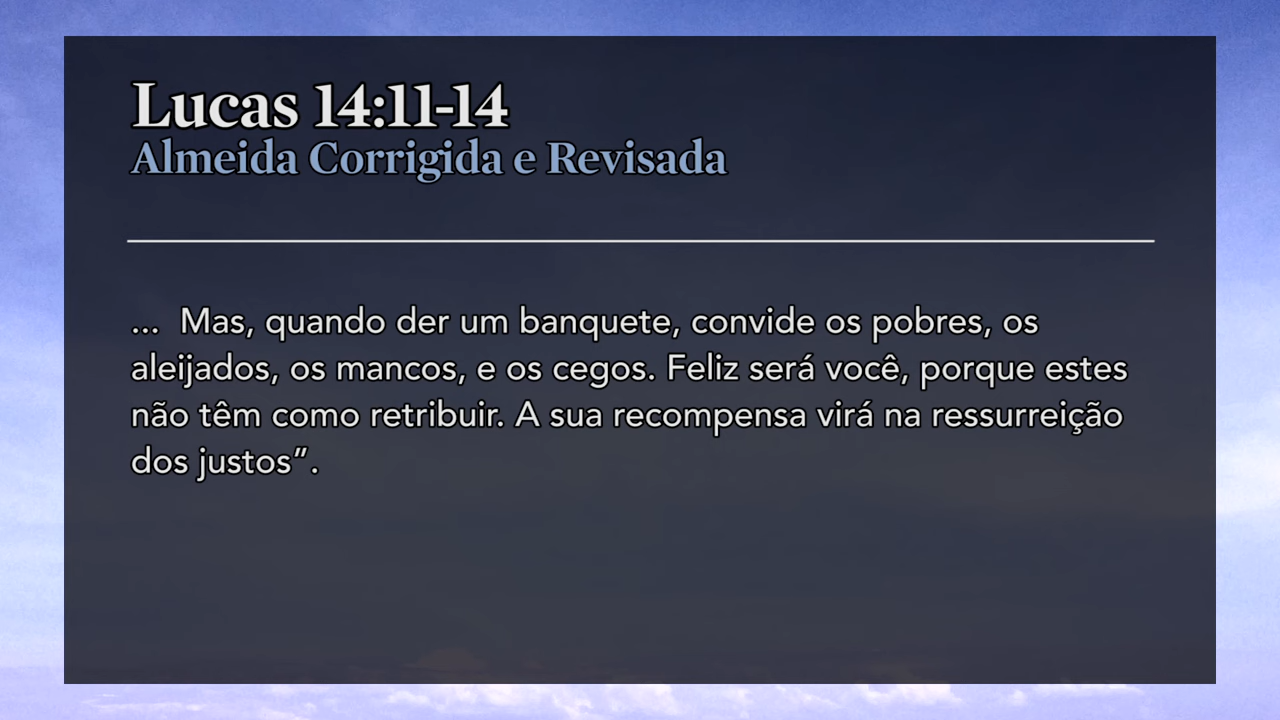 Lucas 14:11-14
Almeida Corrigida e Revisada
... Mas, quando der um banquete, convide os pobres, os
aleijados, os mancos, e os cegos. Feliz será você, porque estes
não têm como retribuir. A sua recompensa virá na ressurreição
dos justos”.